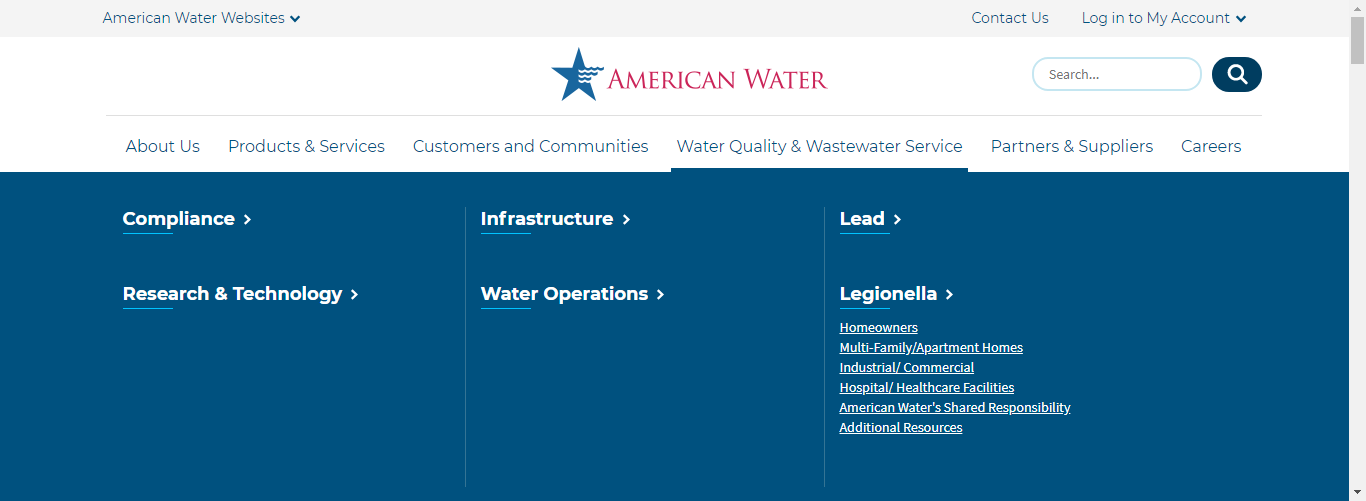 American Water Websites
Contact Us
Log in to My Account
AMERICAN WATER
Search...
About Us
Products & Services
Customers and Communities
Water Quality & Wastewater Service
Partners & Suppliers
Careers
Compliance
Infrastructure
Lead
Research & Technology
Water Operations
Legionella
Homeowners
Multi-Family/Apartment Homes
Industrial/ Commercial
Hospital/ Healthcare Facilities
American Water's Shared Responsibility
Additional Resources